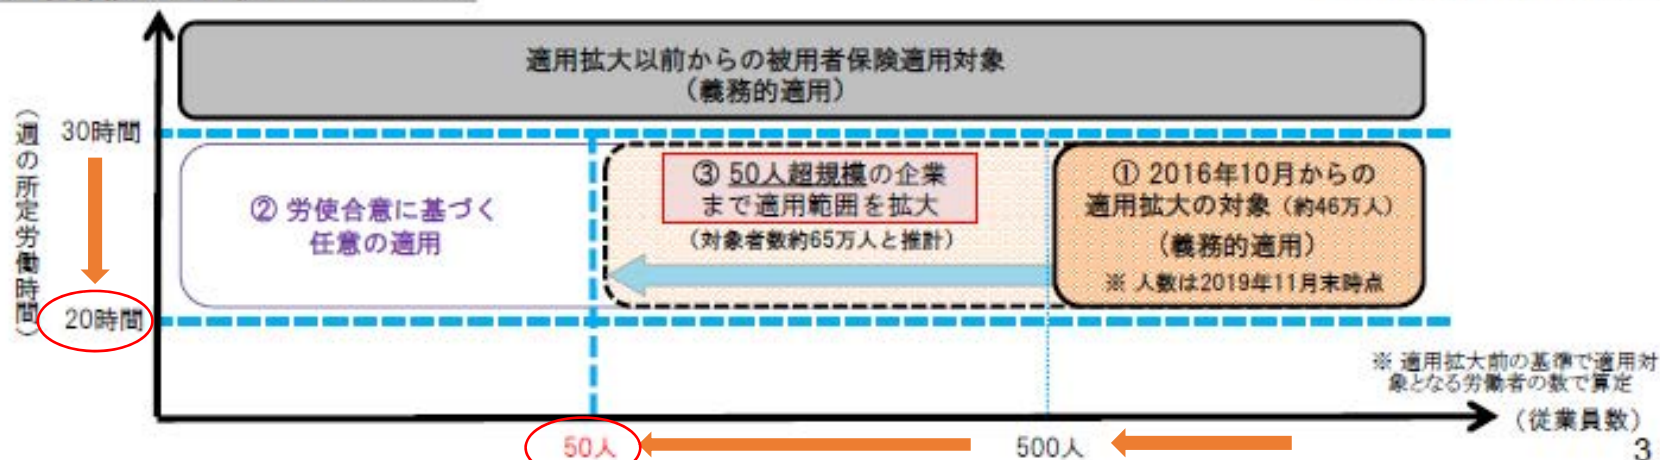 適用拡大以前からの被用者保険適用対象
（義務的適用）
（週の所定労働時間）
30時間
20時間
② 労使合意に基づく
任意の適用
③ 50人超規模の企業
まで適用範囲を拡大
（対象者数約65万人と推計）
① 2016年10月からの
適用拡大の対象（約46万人）
（義務的適用）
※ 人数は2019年11月末時点
※ 適用拡大前の基準で適用対
象となる労働者の数で算定
（従業員数）
50人
500人
3